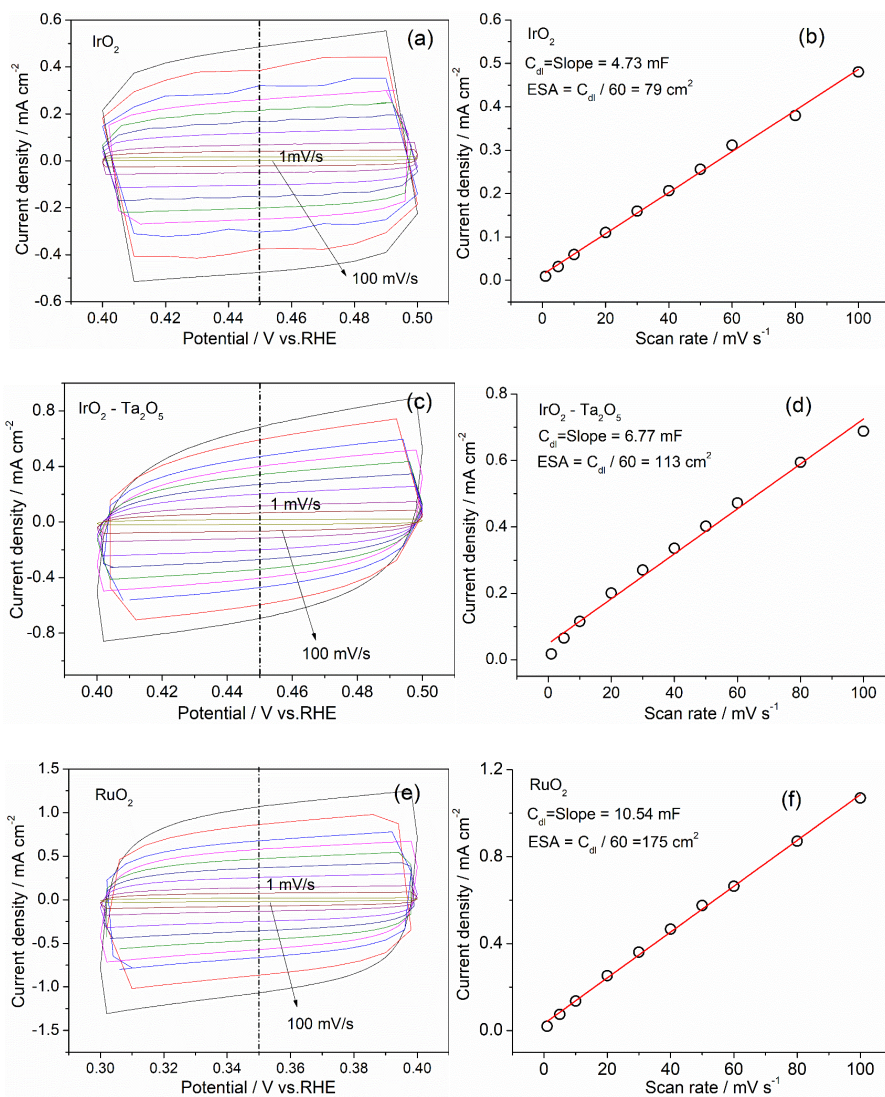 IrO₂
(a)
0.6
0.4
0.2
0.0
-0.2
-0.4
-0.6
Current density / mA cm⁻²
1mV/s
100 mV/s
0.40 0.42 0.44 0.46 0.48 0.50
Potential / V vs.RHE
IrO₂
(b)
C_dl=Slope = 4.73 mF
ESA = C_dl / 60 = 79 cm²
0.6
0.5
0.4
0.3
0.2
0.1
0.0
Current density / mA cm⁻²
0 20 40 60 80 100
Scan rate / mV s⁻¹
IrO₂ - Ta₂O₅
(c)
0.8
0.4
0.0
-0.4
-0.8
Current density / mA cm⁻²
1 mV/s
100 mV/s
0.40 0.42 0.44 0.46 0.48 0.50
Potential / V vs.RHE
(d)
IrO₂ - Ta₂O₅
C_dl=Slope = 6.77 mF
ESA = C_dl / 60 = 113 cm²
0.8
0.6
0.4
0.2
0.0
Current density / mA cm⁻²
0 20 40 60 80 100
Scan rate / mV s⁻¹
RuO₂
(e)
1.5
1.0
0.5
0.0
-0.5
-1.0
-1.5
Current density / mA cm⁻²
1 mV/s
100 mV/s
0.30 0.32 0.34 0.36 0.38 0.40
Potential / V vs.RHE
RuO₂
(f)
C_dl=Slope = 10.54 mF
ESA = C_dl / 60 =175 cm²
1.2
0.8
0.4
0.0
Current density / mA cm⁻²
0 20 40 60 80 100
Scan rate / mV s⁻¹